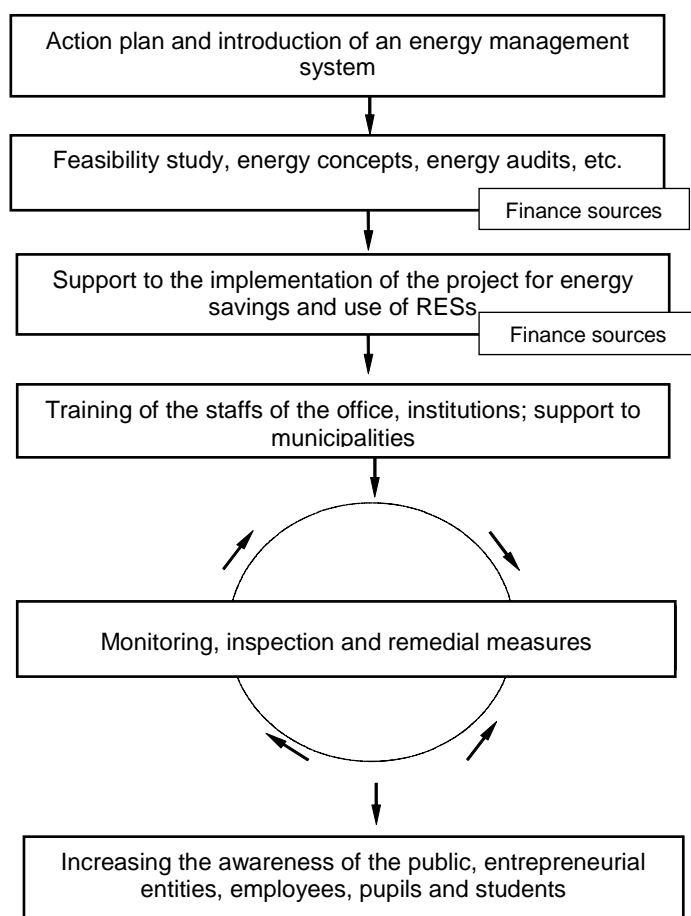 Action plan and introduction of an energy management
system
Feasibility study, energy concepts, energy audits, etc.
Finance sources
Support to the implementation of the project for energy
savings and use of RESs
Finance sources
Training of the staffs of the office, institutions; support to
municipalities
Monitoring, inspection and remedial measures
Increasing the awareness of the public, entrepreneurial
entities, employees, pupils and students